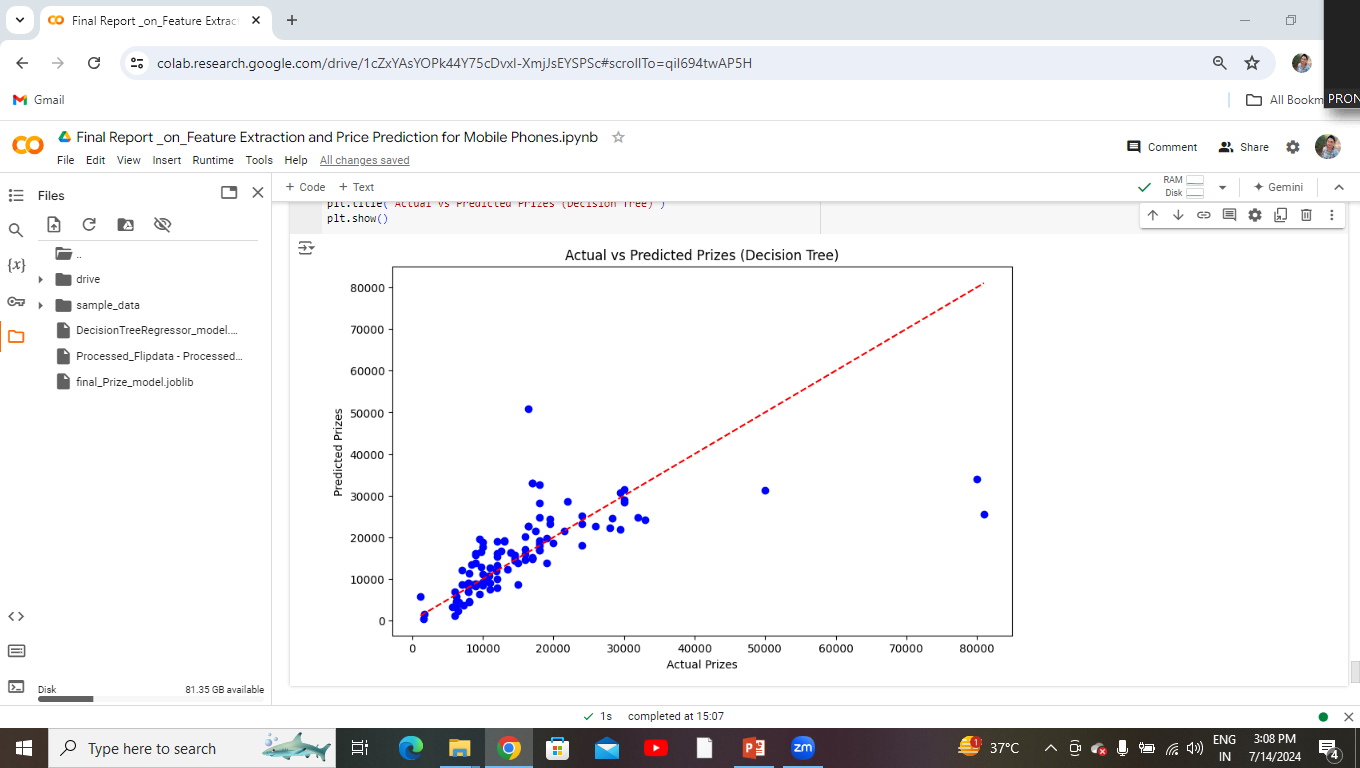 Final Report _on_Feature Extract
colab.research.google.com/drive/1cZxYAsYOPk44Y75cDvxI-XmjJsEYSPSc#scrollTo=qil694twAP5H
Gmail
All Bookm
PRON
Final Report _on_Feature Extraction and Price Prediction for Mobile Phones.ipynb
File Edit View Insert Runtime Tools Help All changes saved
Comment
Share
Files
+ Code + Text
RAM
Disk
Gemini
plt.title('Actual vs Predicted Prizes (Decision Tree)')
plt.show()
..
drive
sample_data
DecisionTreeRegressor_model....
Processed_Flipdata - Processed...
final_Prize_model.joblib
Disk
81.35 GB available
Actual vs Predicted Prizes (Decision Tree)
Predicted Prizes
80000
70000
60000
50000
40000
30000
20000
10000
0
0 10000 20000 30000 40000 50000 60000 70000 80000
Actual Prizes
1s completed at 15:07
Type here to search
zm
1
37°C
ENG
IN
3:08 PM
7/14/2024
4